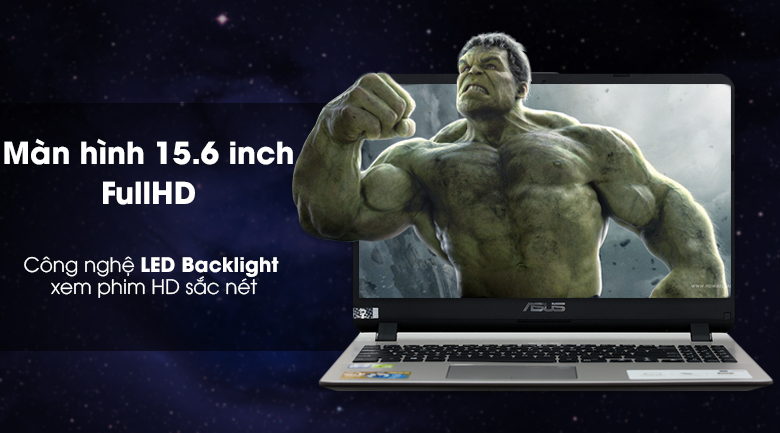 Màn hình 15.6 inch
FullHD
Công nghệ LED Backlight
xem phim HD sắc nét
ASUS